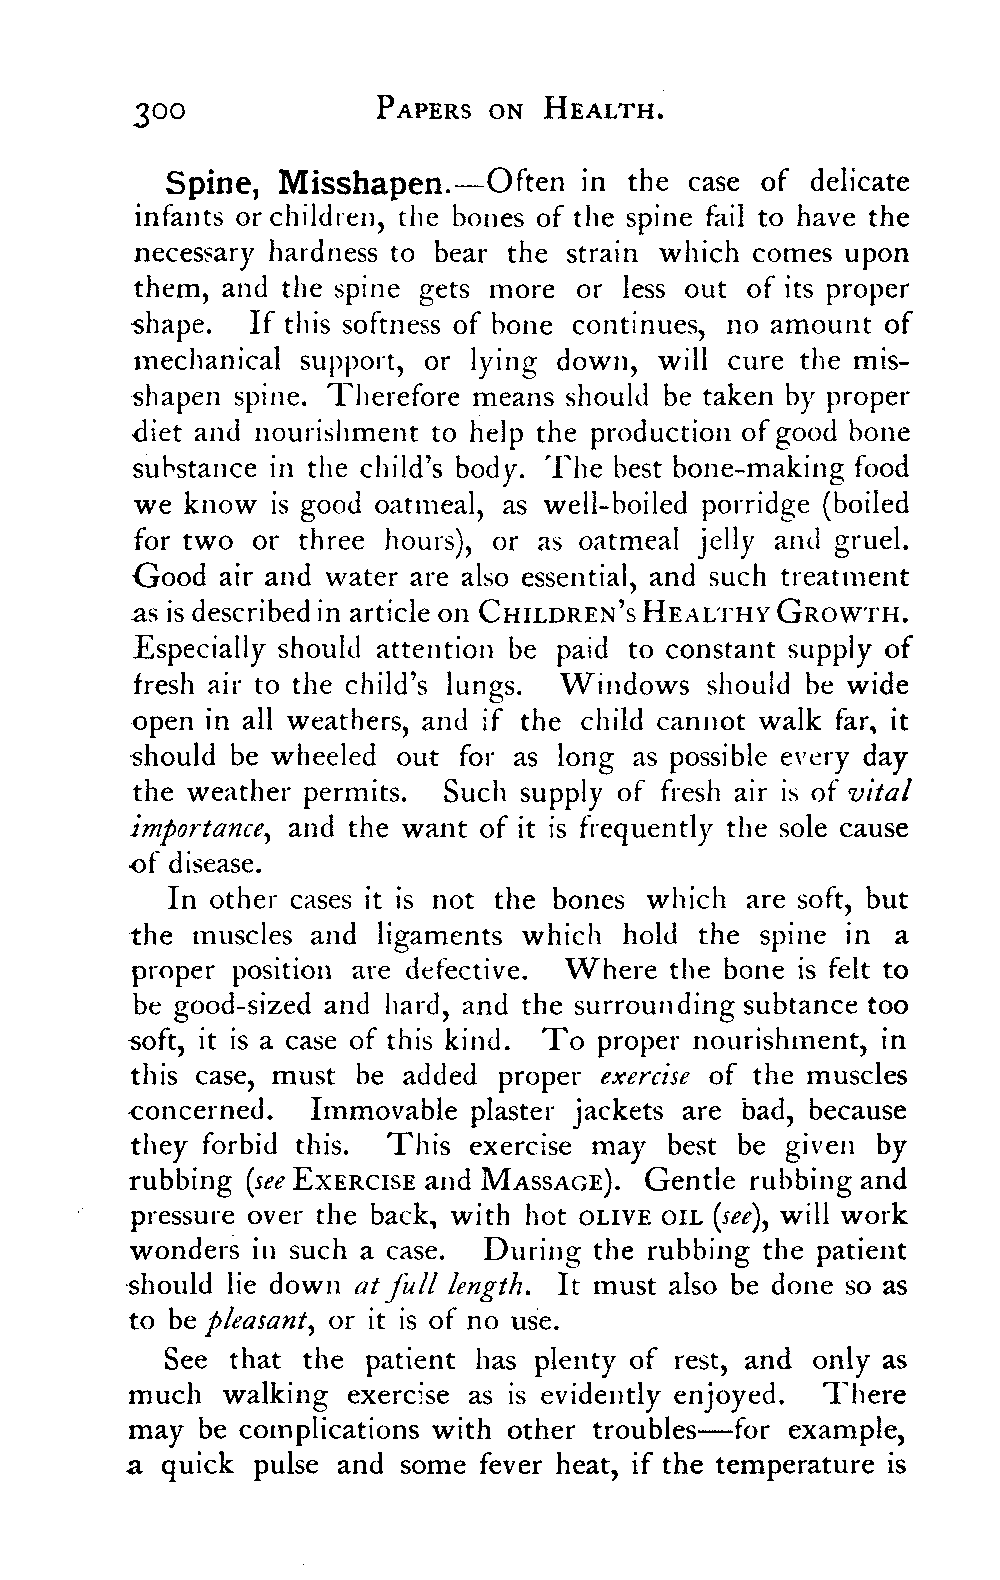 300 PAPERS ON HEALTH.
Spine, Misshapen.—Often in the case of delicate
infants or children, the bones of the spine fail to have the
necessary hardness to bear the strain which comes upon
them, and the spine gets more or less out of its proper
shape. If this softness of bone continues, no amount of
mechanical support, or lying down, will cure the mis-
shapen spine. Therefore means should be taken by proper
diet and nourishment to help the production of good bone
substance in the child's body. The best bone-making food
we know is good oatmeal, as well-boiled porridge (boiled
for two or three hours), or as oatmeal jelly and gruel.
Good air and water are also essential, and such treatment
as is described in article on CHILDREN'S HEALTHY GROWTH.
Especially should attention be paid to constant supply of
fresh air to the child's lungs. Windows should be wide
open in all weathers, and if the child cannot walk far, it
should be wheeled out for as long as possible every day
the weather permits. Such supply of fresh air is of vital
importance, and the want of it is frequently the sole cause
of disease.
In other cases it is not the bones which are soft, but
the muscles and ligaments which hold the spine in a
proper position are defective. Where the bone is felt to
be good-sized and hard, and the surrounding subtance too
soft, it is a case of this kind. To proper nourishment, in
this case, must be added proper exercise of the muscles
concerned. Immovable plaster jackets are bad, because
they forbid this. This exercise may best be given by
rubbing (see EXERCISE and MASSAGE). Gentle rubbing and
pressure over the back, with hot OLIVE OIL (see), will work
wonders in such a case. During the rubbing the patient
should lie down at full length. It must also be done so as
to be pleasant, or it is of no use.
See that the patient has plenty of rest, and only as
much walking exercise as is evidently enjoyed. There
may be complications with other troubles—for example,
a quick pulse and some fever heat, if the temperature is